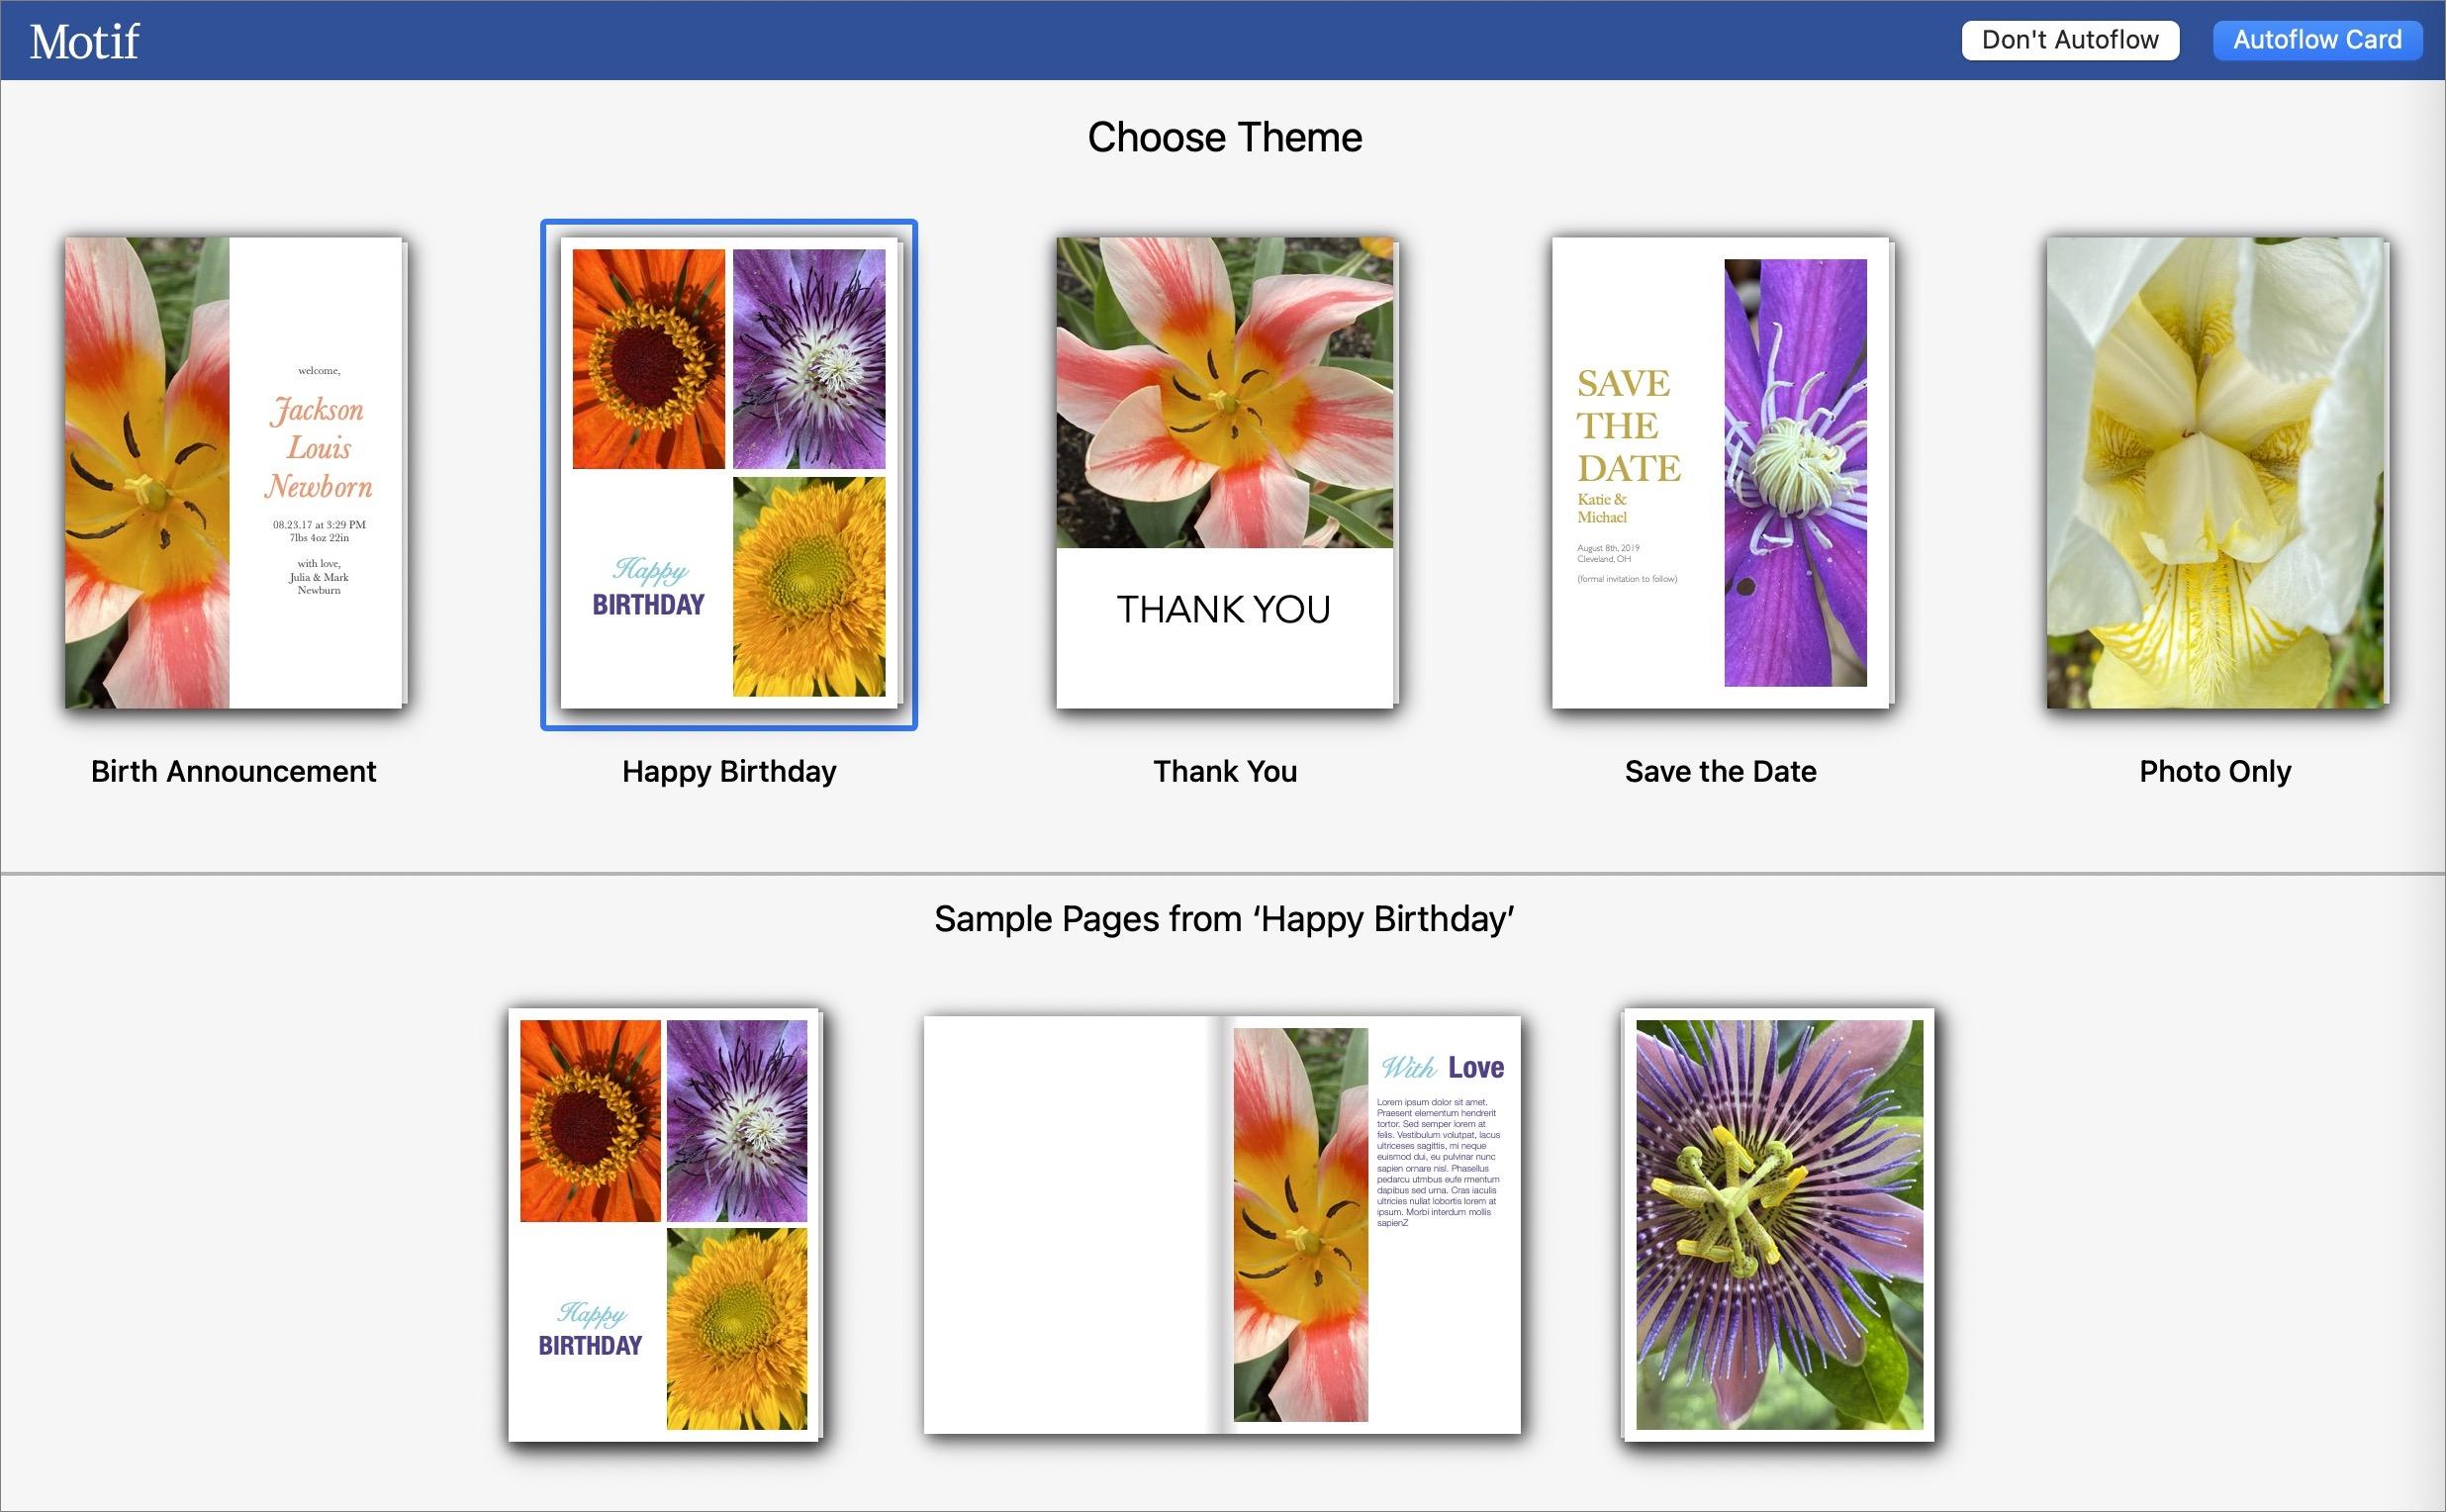 Motif
Don't Autoflow
Autoflow Card
Choose Theme
welcome,
Jackson
Louis
Newborn
08.23.17 at 3:29 PM
7lbs 4oz 22in
with love,
Julia & Mark
Newburn
Happy
BIRTHDAY
THANK YOU
SAVE
THE
DATE
Katie &
Michael
August 8th, 2019
Cleveland, OH
(formal invitation to follow)
Birth Announcement
Happy Birthday
Thank You
Save the Date
Photo Only
Sample Pages from ‘Happy Birthday’
Happy
BIRTHDAY
With Love
Lorem ipsum dolor sit amet.
Praesent elementum hendrerit
tortor. Sed semper lorem at
felis. Vestibulum volutpat, lacus
ultriceses sagittis, mi neque
euismod dui, eu pulvinar nunc
sapien ornare nisl. Phasellus
pedarcu utmbus eufe rmentum
dapibus sed urna. Cras iaculis
ultricies nullat lobortis lorem at
ipsum. Morbi interdum mollis
sapienZ